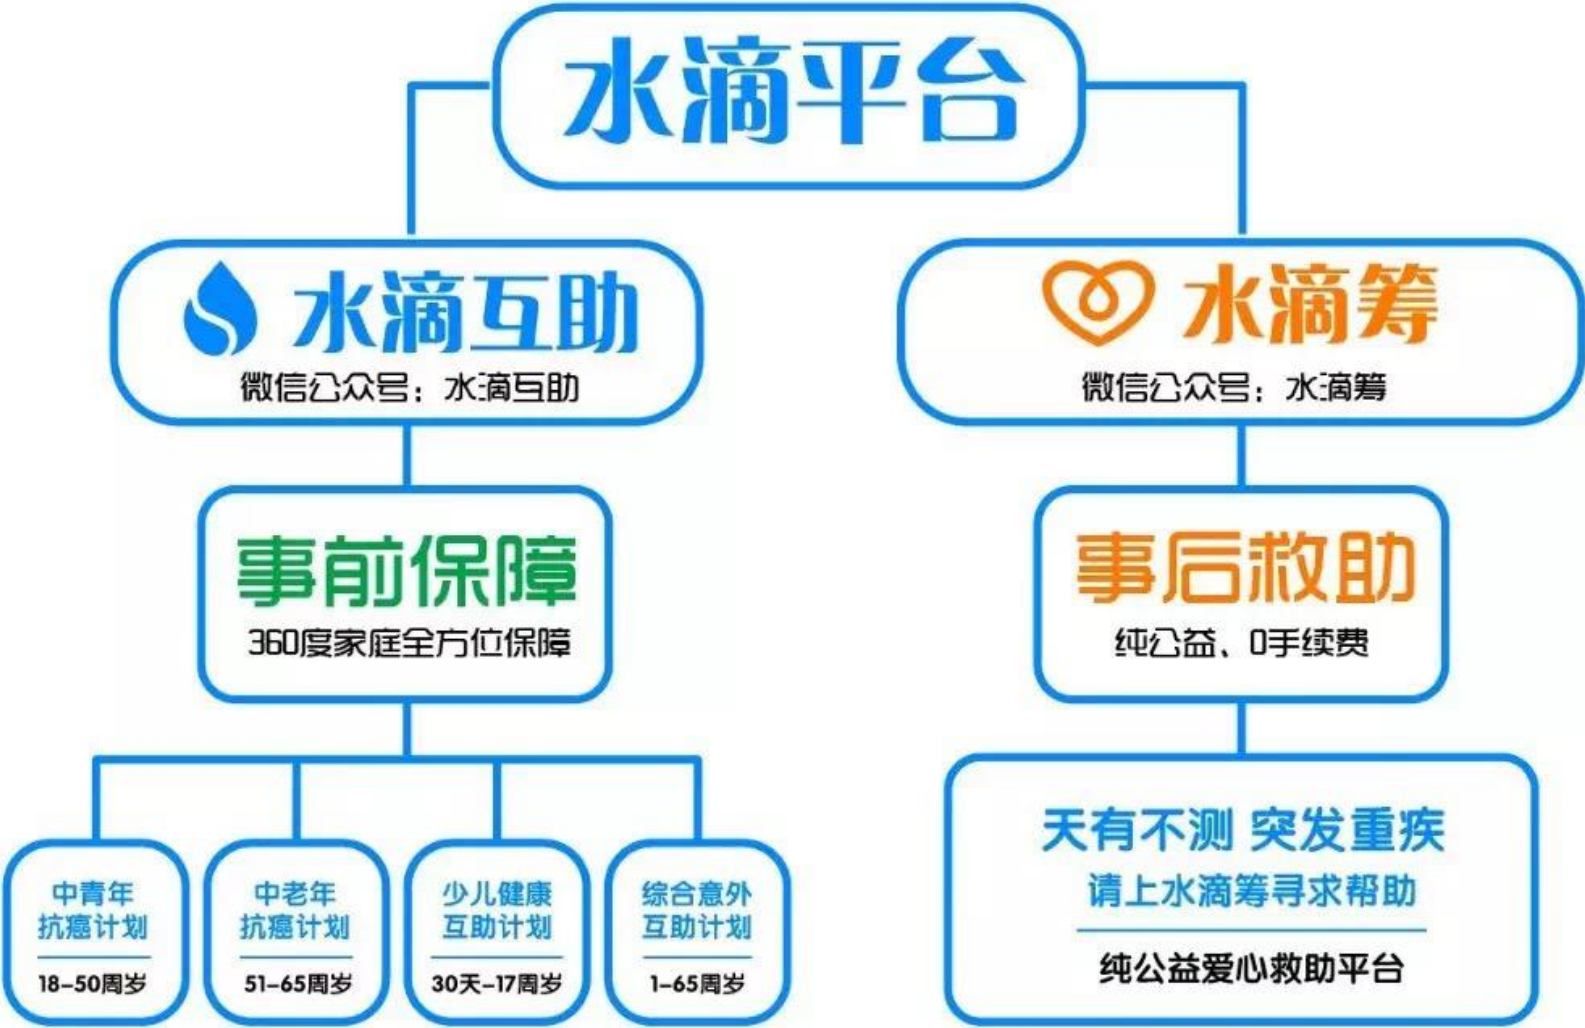 水滴平台
水滴互助
微信公众号：水滴互助
水滴筹
微信公众号：水滴筹
事前保障
360度家庭全方位保障
事后救助
纯公益、0手续费
中青年
抗癌计划
18-50周岁
中老年
抗癌计划
51-65周岁
少儿健康
互助计划
30天-17周岁
综合意外
互助计划
1-65周岁
天有不测 突发重疾
请上水滴筹寻求帮助
纯公益爱心救助平台